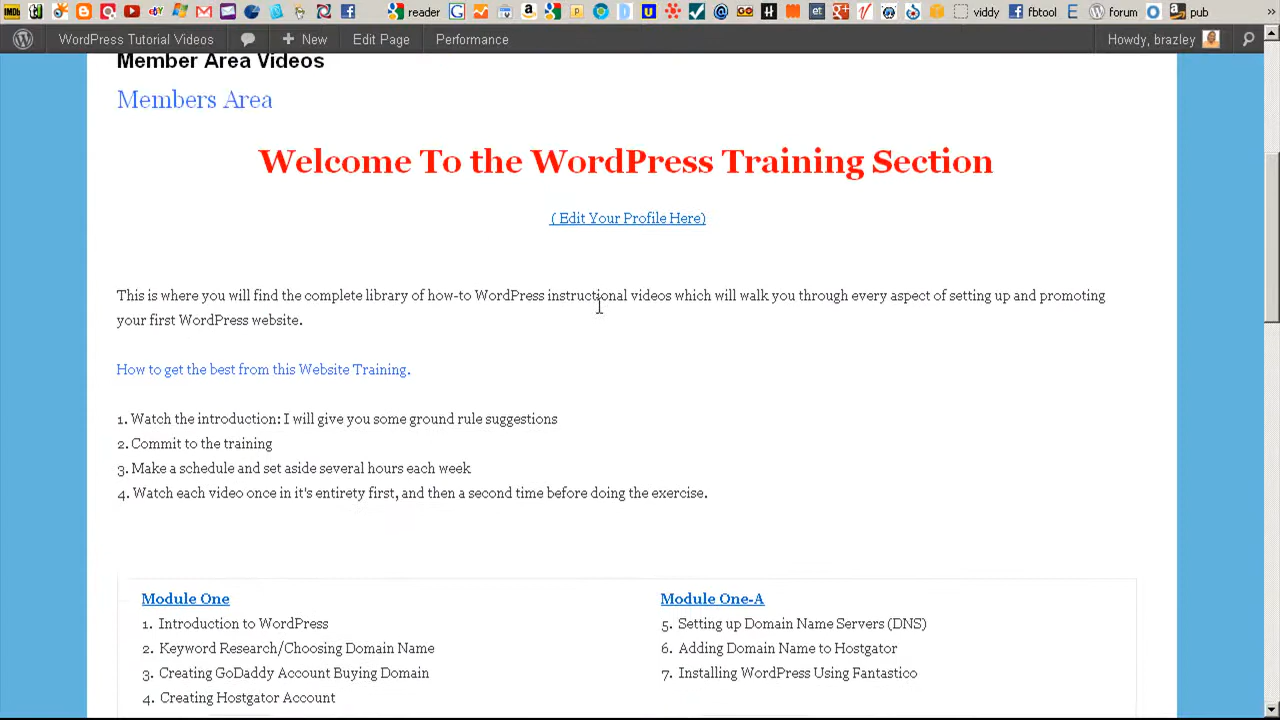 reader viddy fbtool forum pub »
WordPress Tutorial Videos New Edit Page Performance Howdy, brazley
Member Area Videos
Members Area
Welcome To the WordPress Training Section
( Edit Your Profile Here)
This is where you will find the complete library of how-to WordPress instructional videos which will walk you through every aspect of setting up and promoting
your first WordPress website.
How to get the best from this Website Training.
1. Watch the introduction: I will give you some ground rule suggestions
2. Commit to the training
3. Make a schedule and set aside several hours each week
4. Watch each video once in it's entirety first, and then a second time before doing the exercise.
Module One
1. Introduction to WordPress
2. Keyword Research/Choosing Domain Name
3. Creating GoDaddy Account Buying Domain
4. Creating Hostgator Account
Module One-A
5. Setting up Domain Name Servers (DNS)
6. Adding Domain Name to Hostgator
7. Installing WordPress Using Fantastico